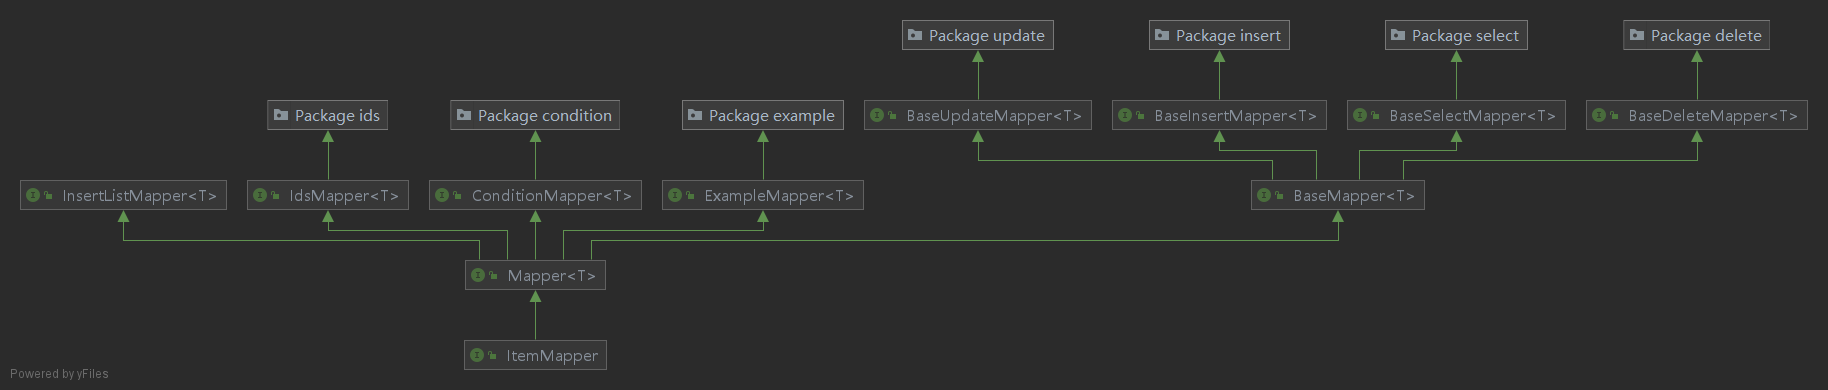 Package update
Package insert
Package select
Package delete
Package ids
Package condition
Package example
BaseUpdateMapper<T>
BaseInsertMapper<T>
BaseSelectMapper<T>
BaseDeleteMapper<T>
InsertListMapper<T>
IdsMapper<T>
ConditionMapper<T>
ExampleMapper<T>
BaseMapper<T>
Mapper<T>
ItemMapper
Powered by yFiles